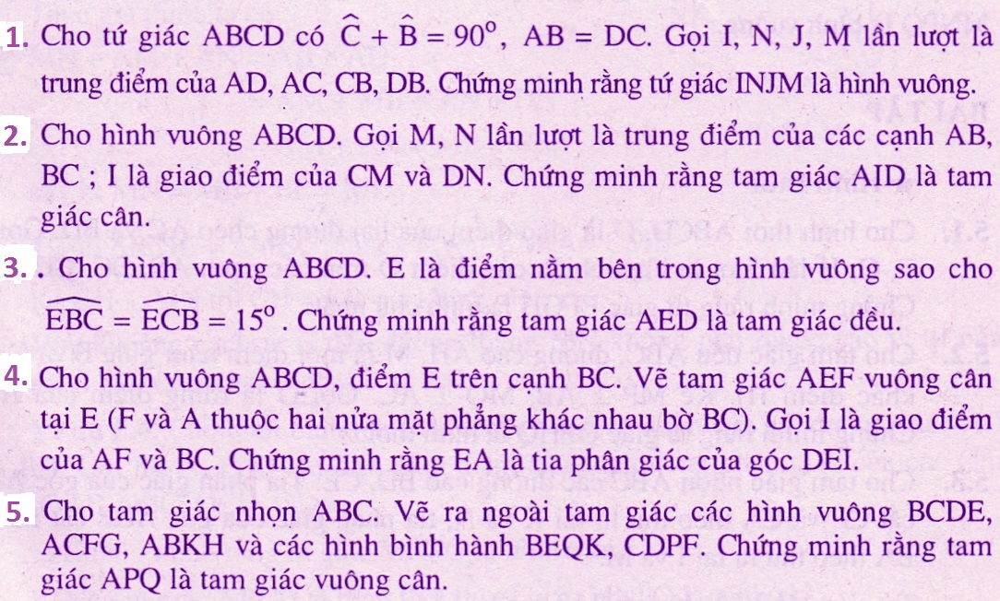 1. Cho tứ giác ABCD có Ĉ + B̂ = 90°, AB = DC. Gọi I, N, J, M lần lượt là
trung điểm của AD, AC, CB, DB. Chứng minh rằng tứ giác INJM là hình vuông.
2. Cho hình vuông ABCD. Gọi M, N lần lượt là trung điểm của các cạnh AB,
BC ; I là giao điểm của CM và DN. Chứng minh rằng tam giác AID là tam
giác cân.
3. . Cho hình vuông ABCD. E là điểm nằm bên trong hình vuông sao cho
EBC = ECB = 15° . Chứng minh rằng tam giác AED là tam giác đều.
4. Cho hình vuông ABCD, điểm E trên cạnh BC. Vẽ tam giác AEF vuông cân
tại E (F và A thuộc hai nửa mặt phẳng khác nhau bờ BC). Gọi I là giao điểm
của AF và BC. Chứng minh rằng EA là tia phân giác của góc DEI.
5. Cho tam giác nhọn ABC. Vẽ ra ngoài tam giác các hình vuông BCDE,
ACFG, ABKH và các hình bình hành BEQK, CDPF. Chứng minh rằng tam
giác APQ là tam giác vuông cân.